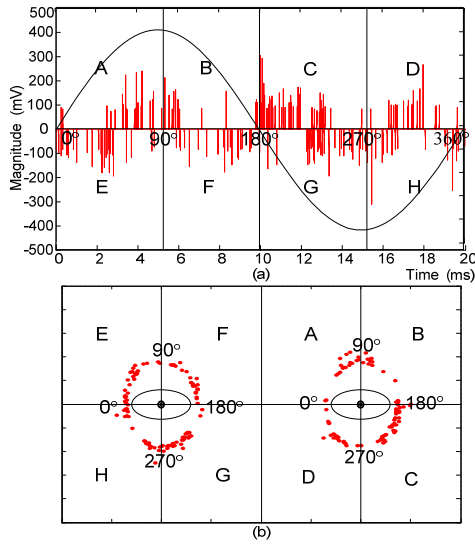 500
400
A B C D
300
200
100
0
0° 90° 180° 270° 360°
-100
-200
E F G H
-300
-400
-500
Magnitude (mV)
0 2 4 6 8 10 12 14 16 18 20
(a) Time (ms)
E F A B
90° 90°
0° 180° 0° 180°
270° 270°
H G D C
(b)